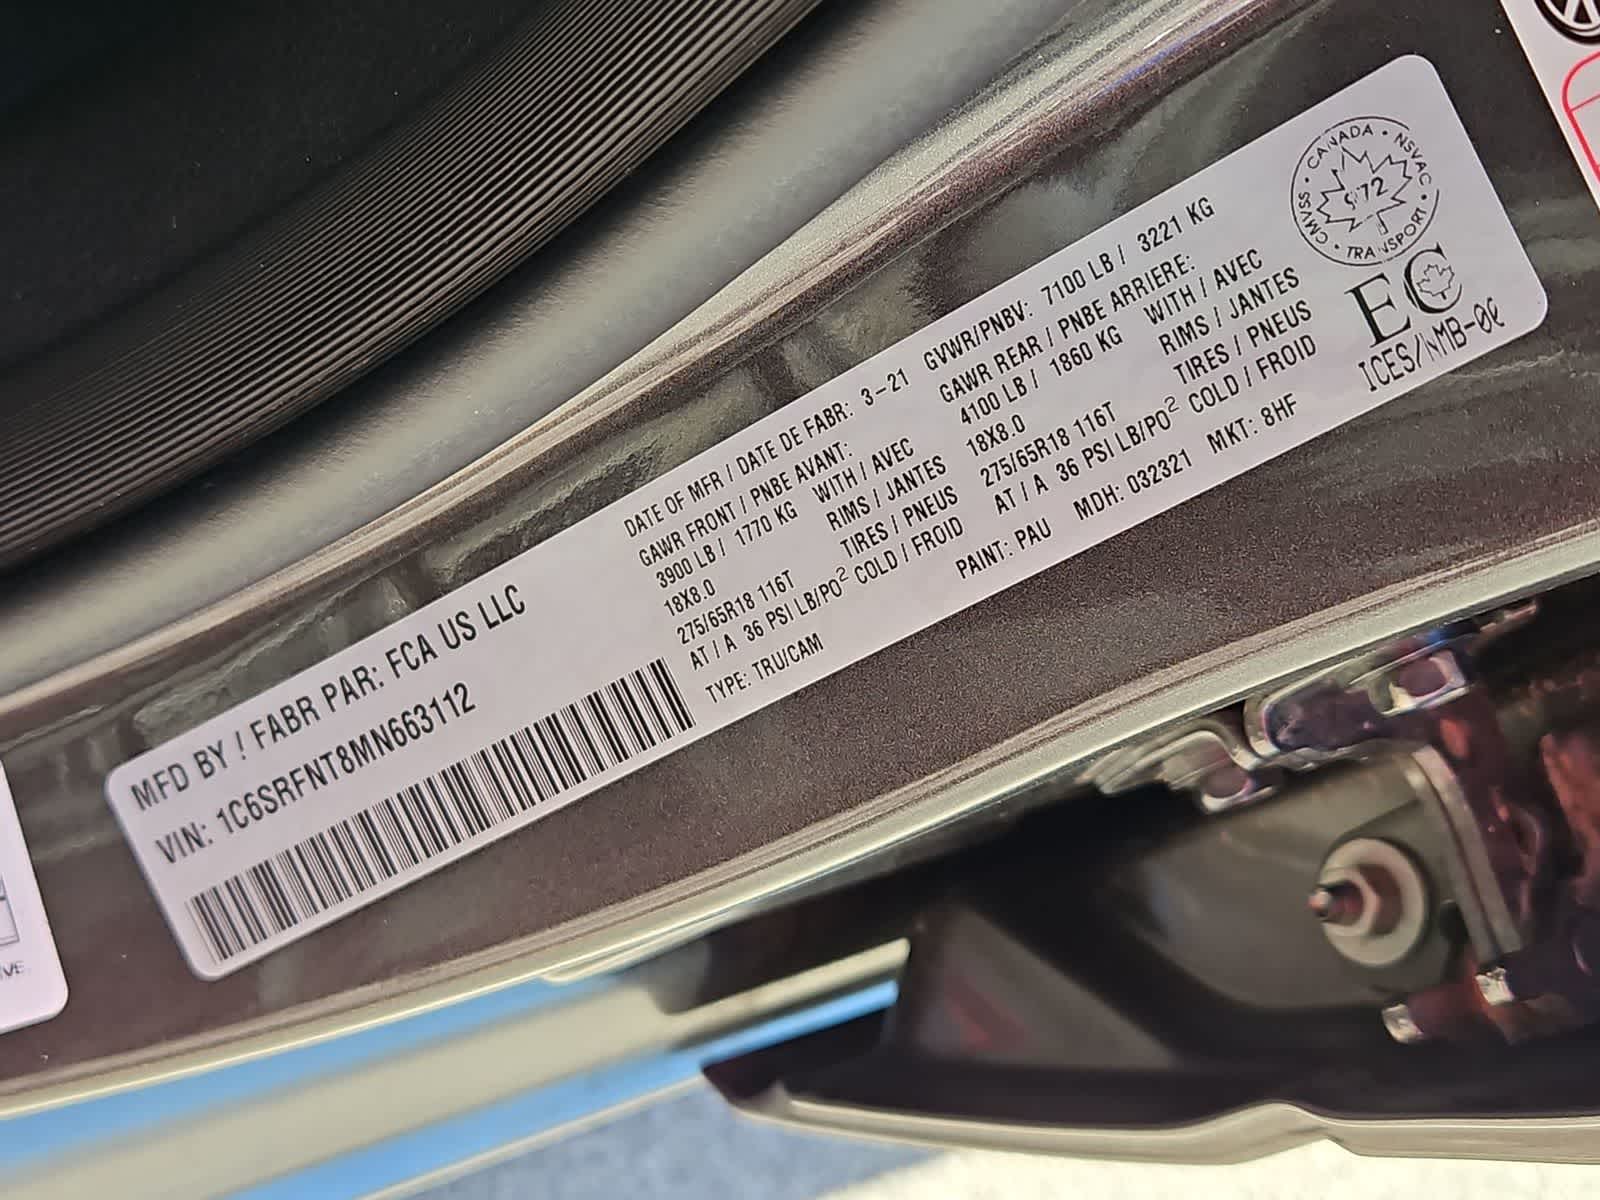 MFD BY ! FABR PAR: FCA US LLC
VIN: 1C6SRFNT8MN663112
DATE OF MFR / DATE DE FABR: 3-21 GVWR/PNBV: 7100 LB / 3221 KG
GAWR FRONT / PNBE AVANT: GAWR REAR / PNBE ARRIERE:
3900 LB / 1770 KG WITH / AVEC 4100 LB / 1860 KG WITH / AVEC
18X8.0 RIMS / JANTES 18X8.0 RIMS / JANTES
275/65R18 116T TIRES / PNEUS 275/65R18 116T TIRES / PNEUS
AT / A 36 PSI LB/PO² COLD / FROID AT / A 36 PSI LB/PO² COLD / FROID
TYPE: TRU/CAM PAINT: PAU MDH: 032321 MKT: 8HF
CANADA • NSVAC • TRANSPORT • CMVSS •
EC